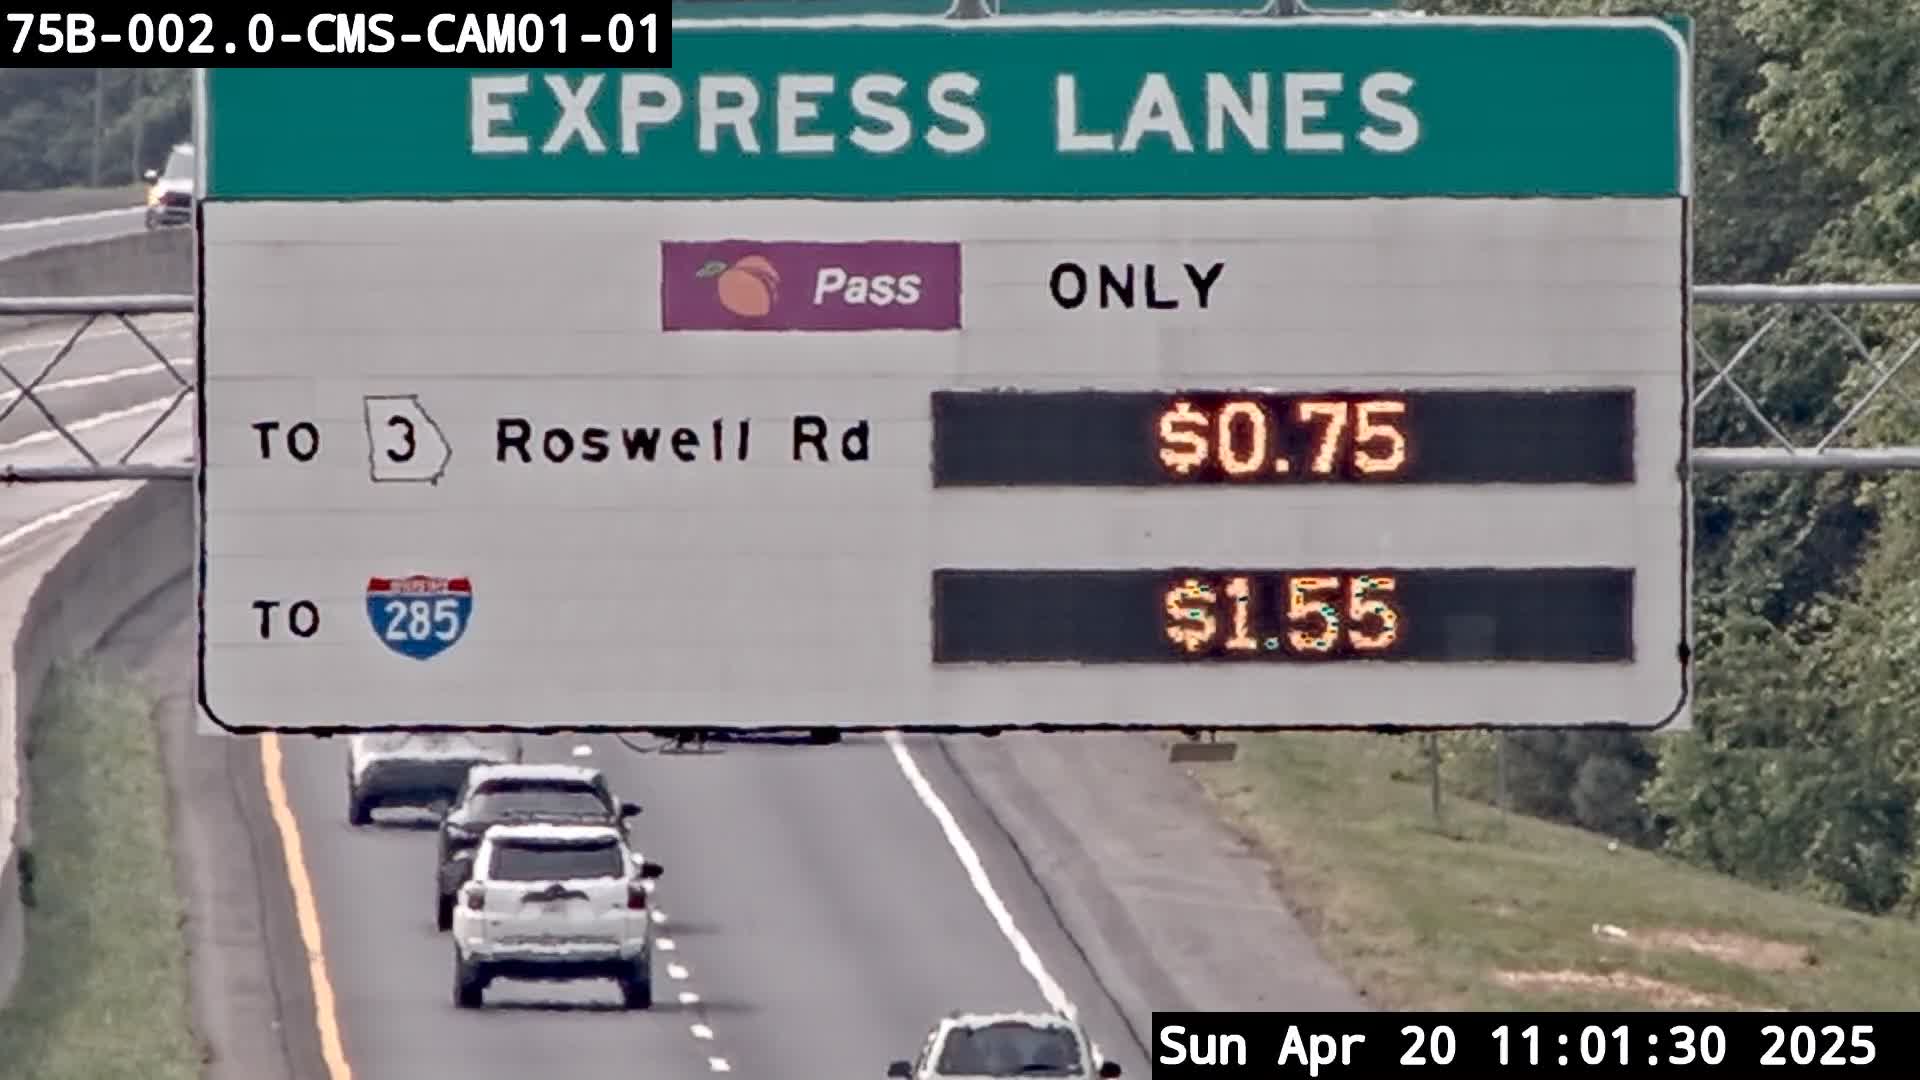 75B-002.0-CMS-CAM01-01
EXPRESS LANES
Pass ONLY
TO 3 Roswell Rd $0.75
TO 285 $1.55
Sun Apr 20 11:01:30 2025